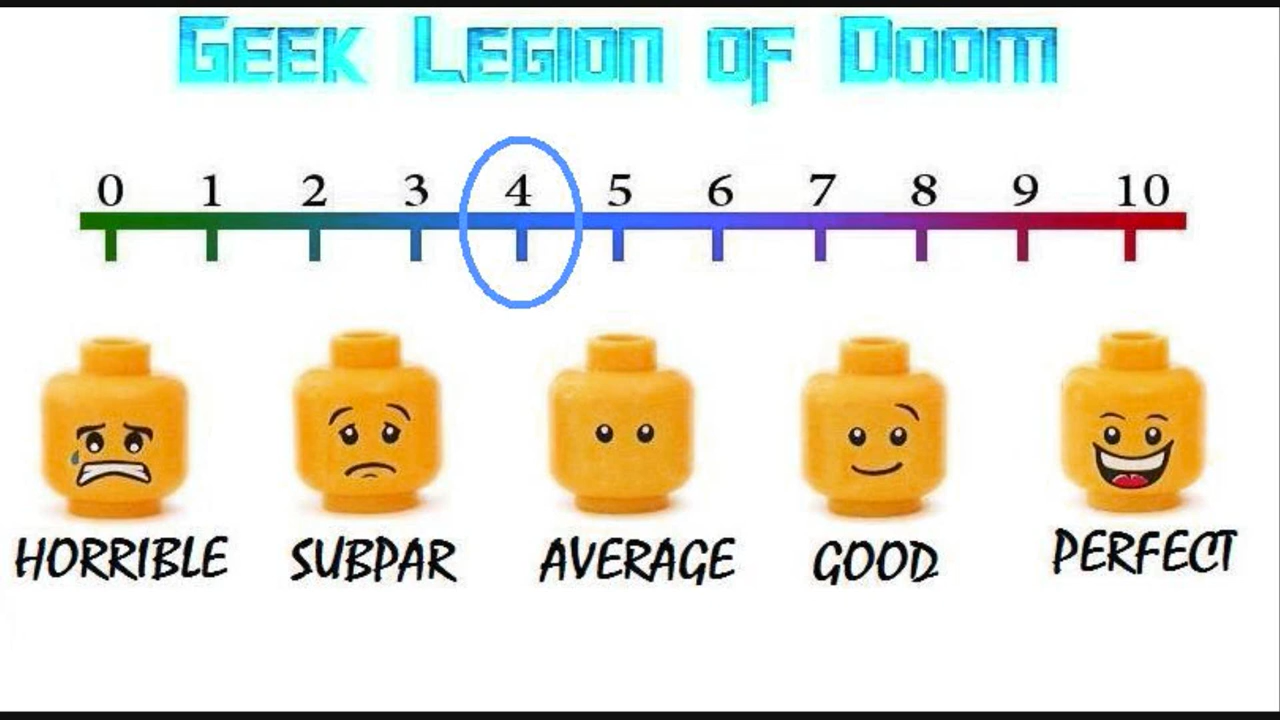 GEEK LEGION OF DOOM
0 1 2 3 4 5 6 7 8 9 10
HORRIBLE SUBPAR AVERAGE GOOD PERFECT